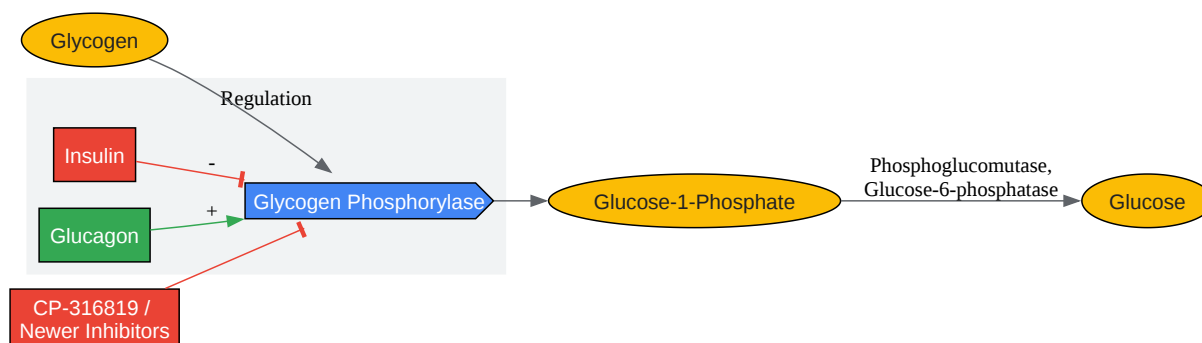 Glycogen
Regulation
Insulin
-
Glycogen Phosphorylase
+
Glucagon
CP-316819 /
Newer Inhibitors
Glucose-1-Phosphate
Phosphoglucomutase,
Glucose-6-phosphatase
Glucose